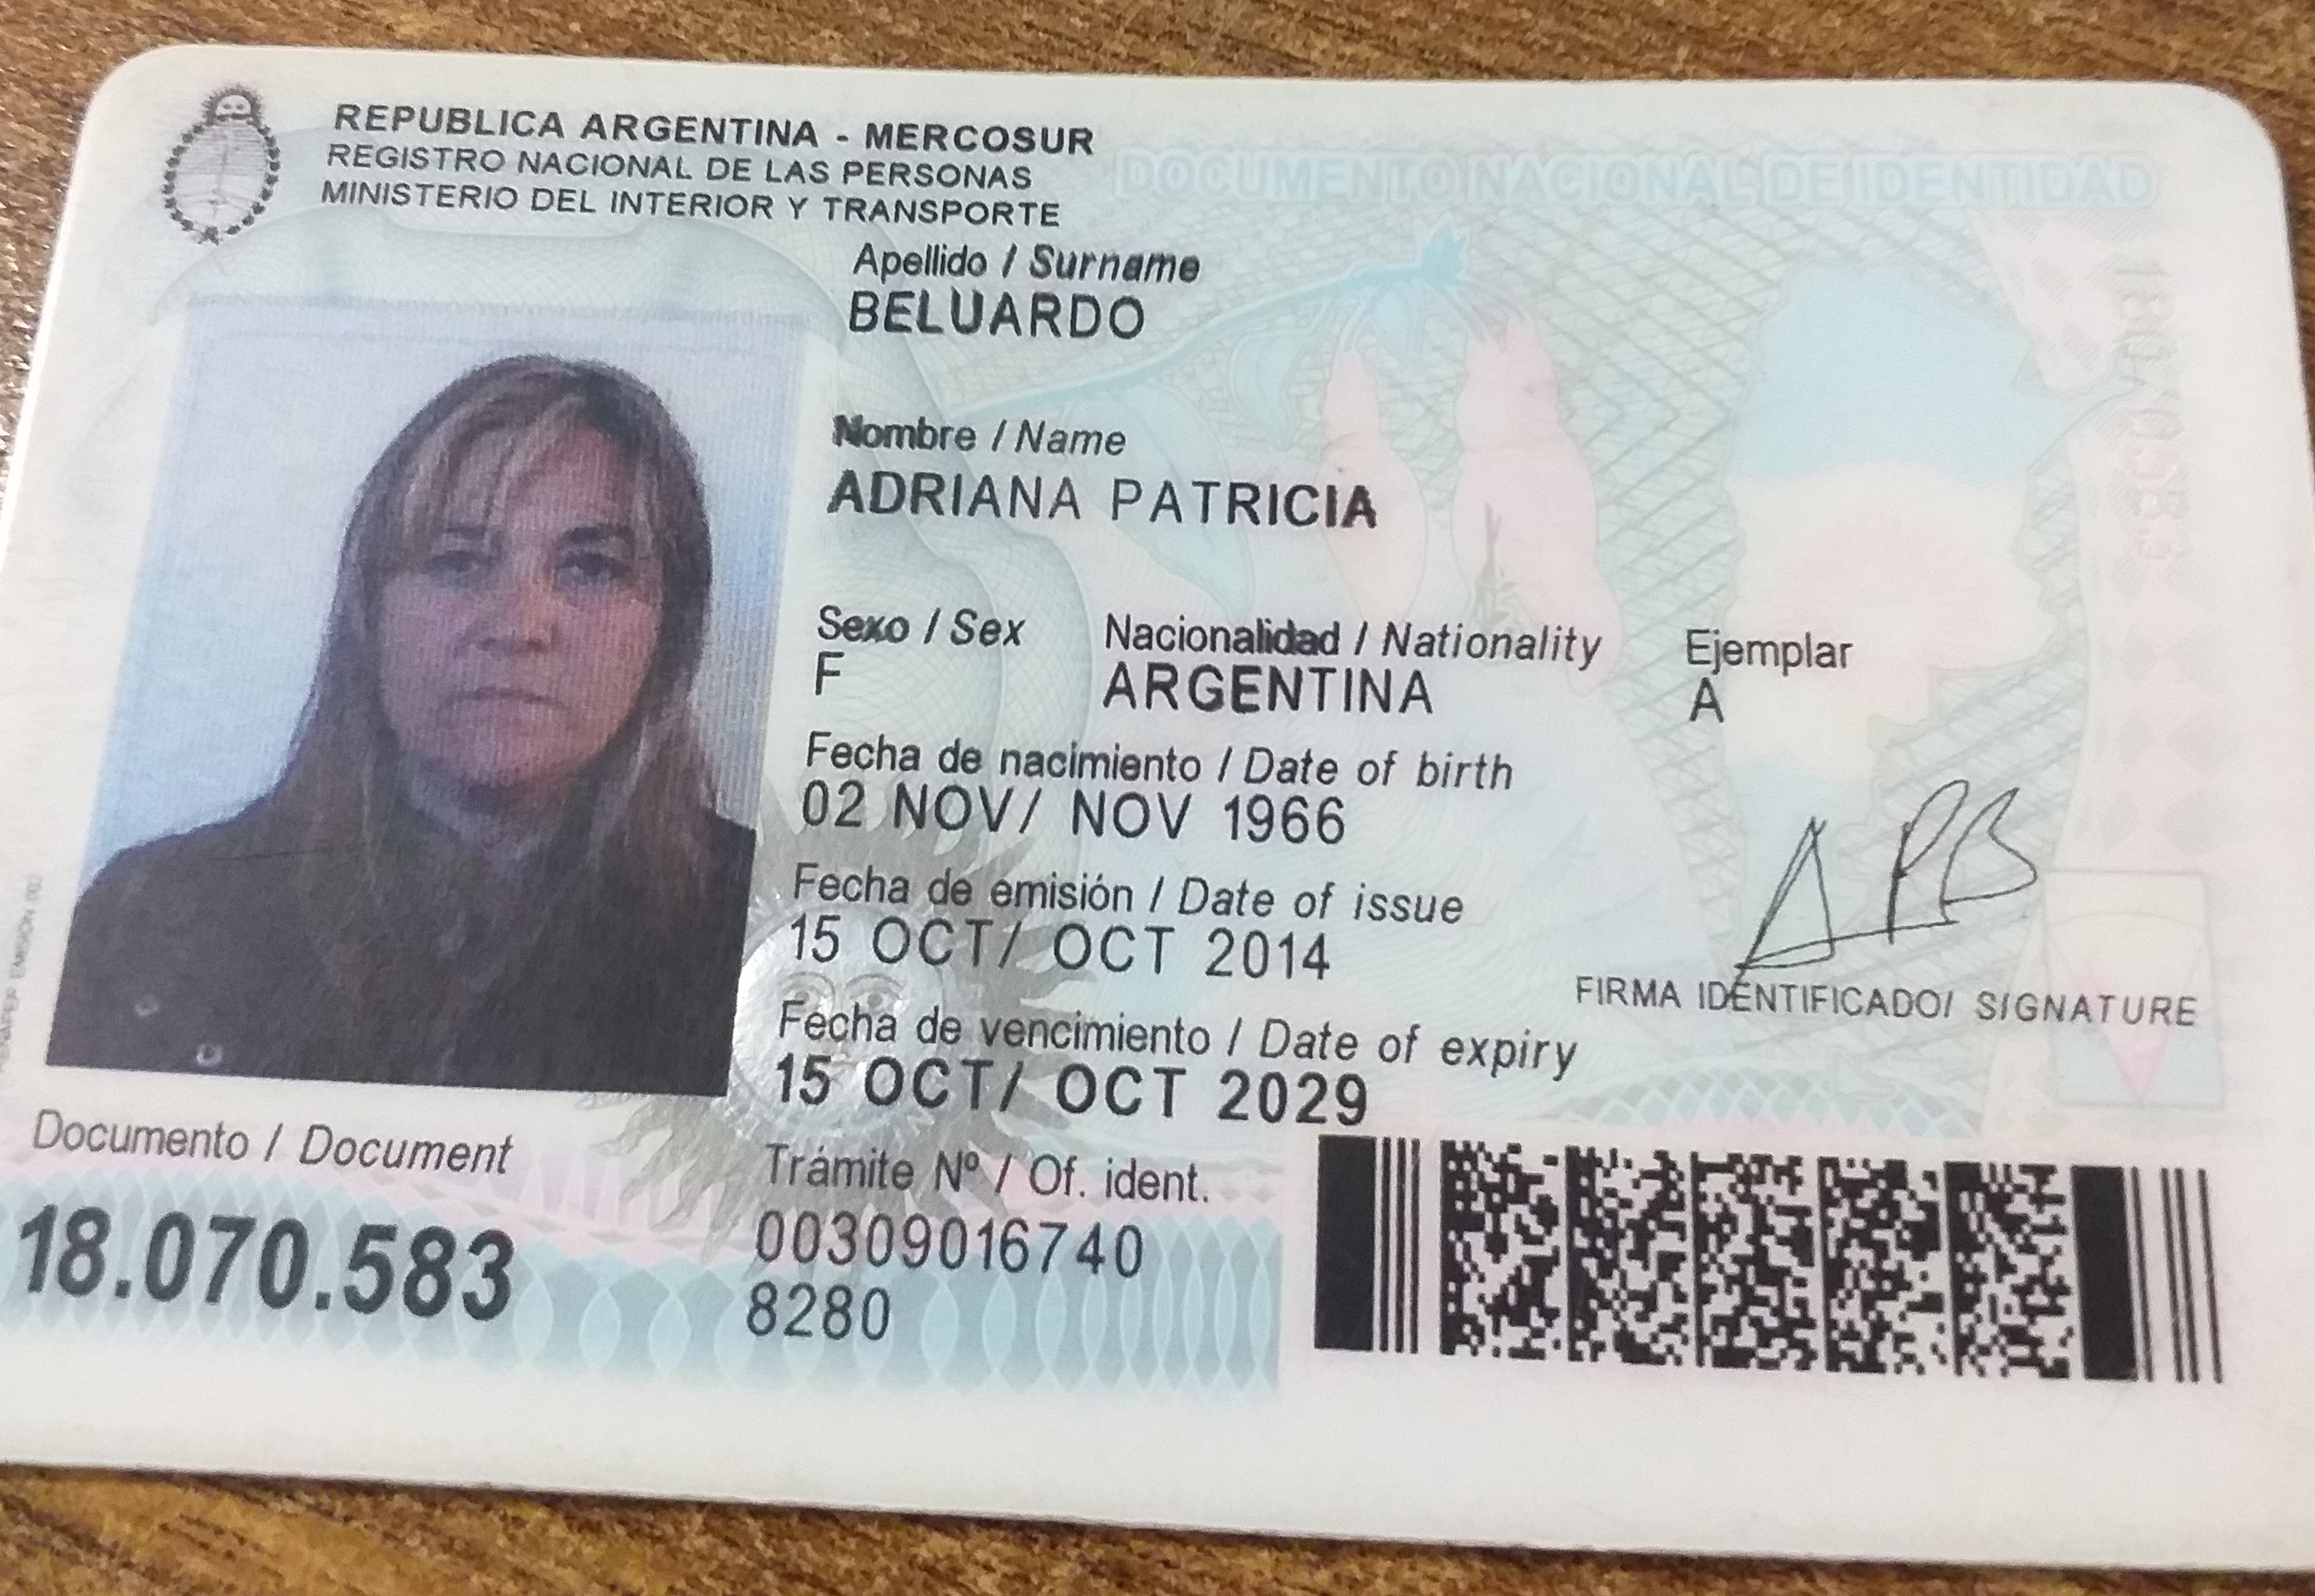 REPUBLICA ARGENTINA - MERCOSUR
REGISTRO NACIONAL DE LAS PERSONAS
MINISTERIO DEL INTERIOR Y TRANSPORTE
DOCUMENTO NACIONAL DE IDENTIDAD
Apellido / Surname
BELUARDO
Nombre / Name
ADRIANA PATRICIA
Sexo / Sex Nacionalidad / Nationality Ejemplar
F ARGENTINA A
Fecha de nacimiento / Date of birth
02 NOV/ NOV 1966
Fecha de emisión / Date of issue
15 OCT/ OCT 2014
APB
FIRMA IDENTIFICADO/ SIGNATURE
Fecha de vencimiento / Date of expiry
15 OCT/ OCT 2029
Documento / Document
18.070.583
Trámite Nº / Of. ident.
00309016740
8280